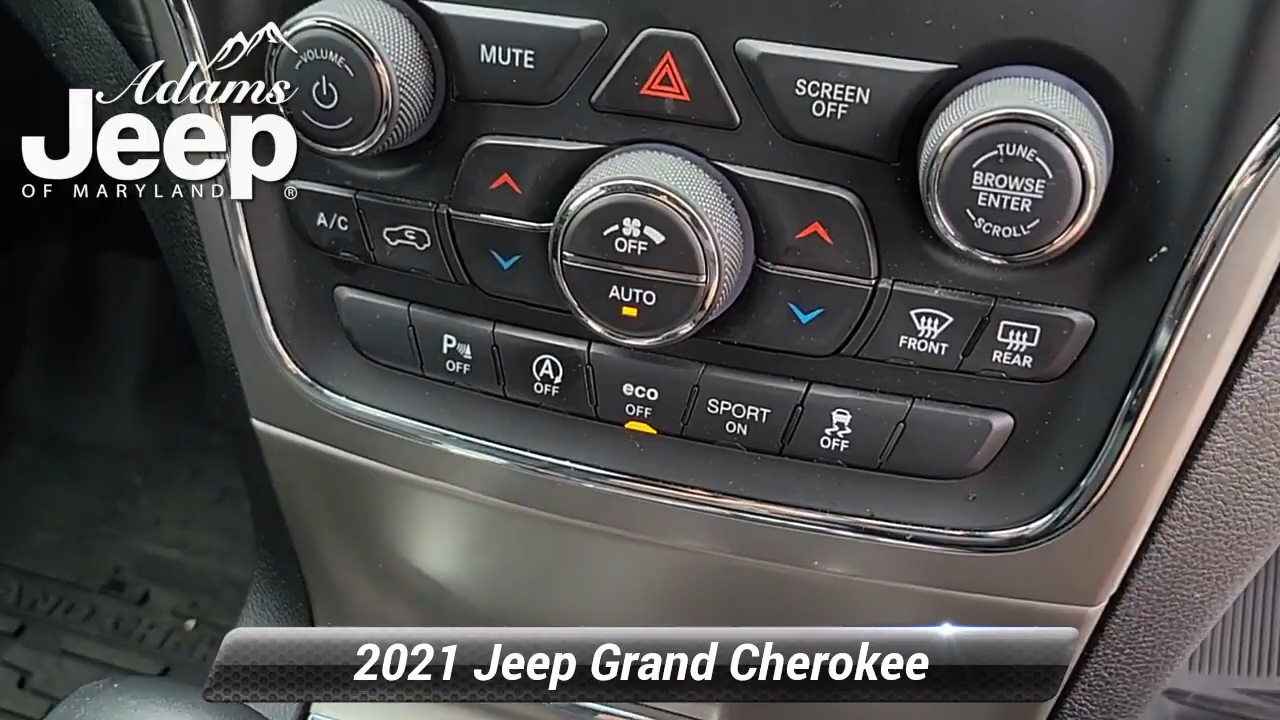 Adams
Jeep
OF MARYLAND®
VOLUME
MUTE
SCREEN
OFF
TUNE
BROWSE
ENTER
SCROLL
A/C
OFF
AUTO
FRONT
REAR
P
OFF
A
OFF
eco
OFF
SPORT
ON
OFF
2021 Jeep Grand Cherokee